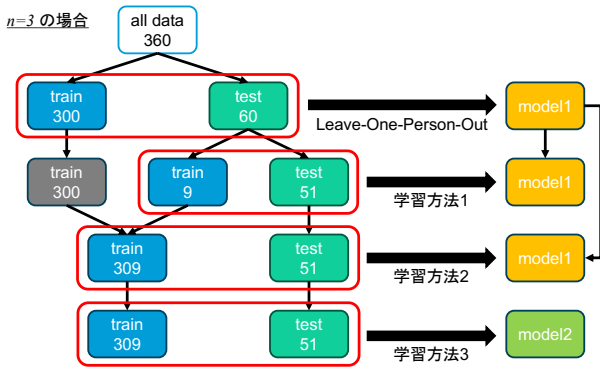 n=3 の場合
all data
360
train
300
test
60
Leave-One-Person-Out
model1
train
300
train
9
test
51
学習方法1
model1
train
309
test
51
学習方法2
model1
train
309
test
51
学習方法3
model2